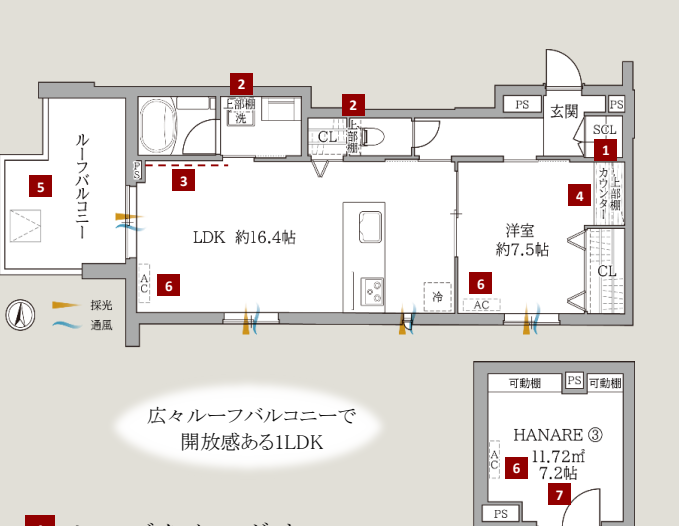 2
2
上部棚
洗
CL
上部棚
PS
玄関
PS
SCL
1
ルーフバルコニー
5
PS
3
4
上部棚
カウンター
LDK 約16.4帖
洋室
約7.5帖
CL
AC
6
6
AC
冷
採光
通風
広々ルーフバルコニーで
開放感ある1LDK
可動棚
PS
可動棚
HANARE ③
11.72㎡
7.2帖
AC
6
7
PS